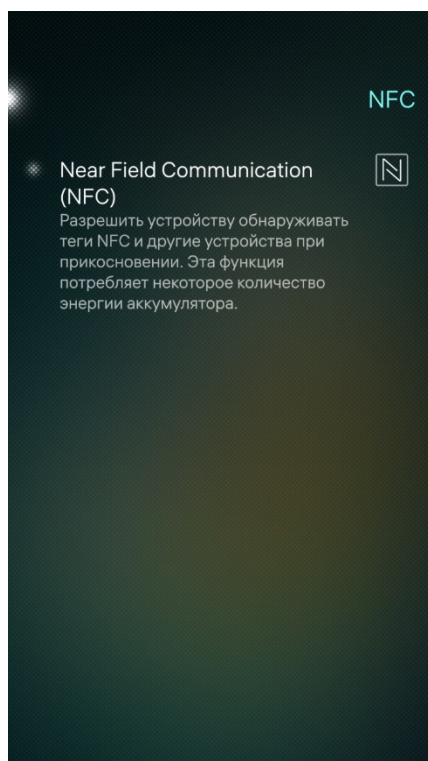 NFC
Near Field Communication
(NFC)
Разрешить устройству обнаруживать
теги NFC и другие устройства при
прикосновении. Эта функция
потребляет некоторое количество
энергии аккумулятора.